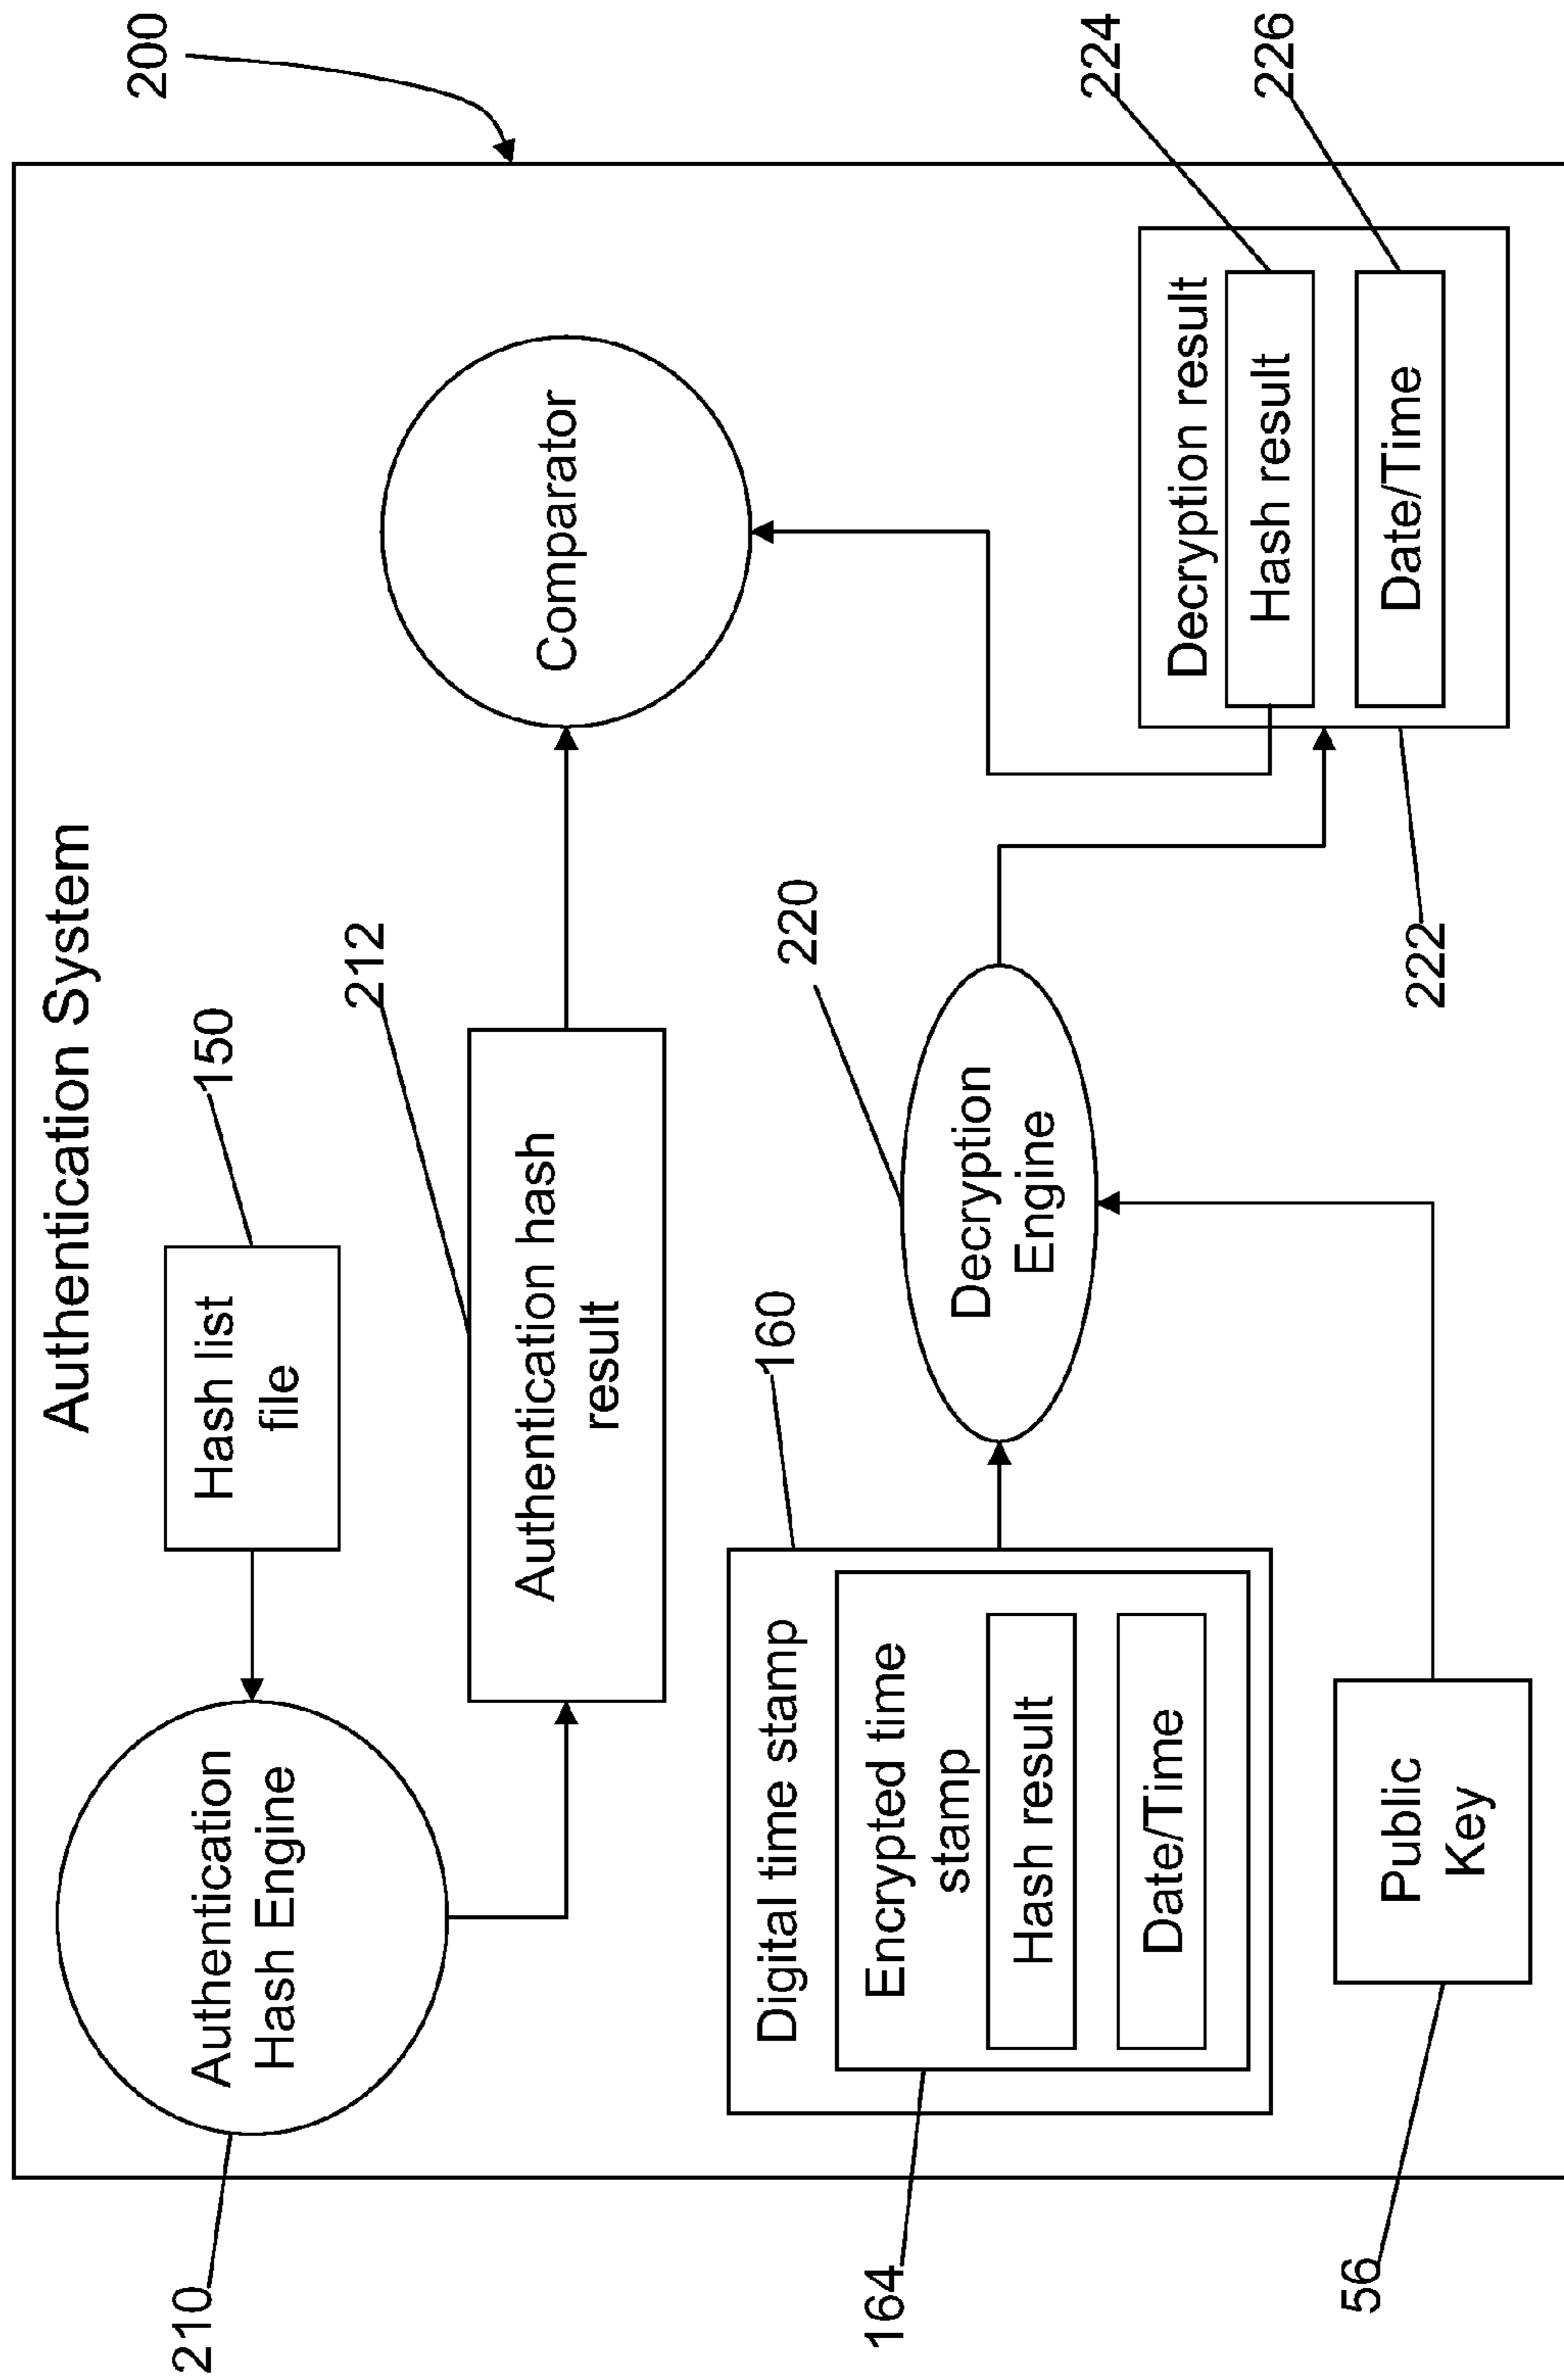 Authentication System
200
210
Authentication
Hash Engine
Hash list
file
150
Authentication hash
result
212
Comparator
Digital time stamp
160
Encrypted time
stamp
164
Hash result
Date/Time
Decryption
Engine
220
Public
Key
56
Decryption result
222
Hash result
224
Date/Time
226